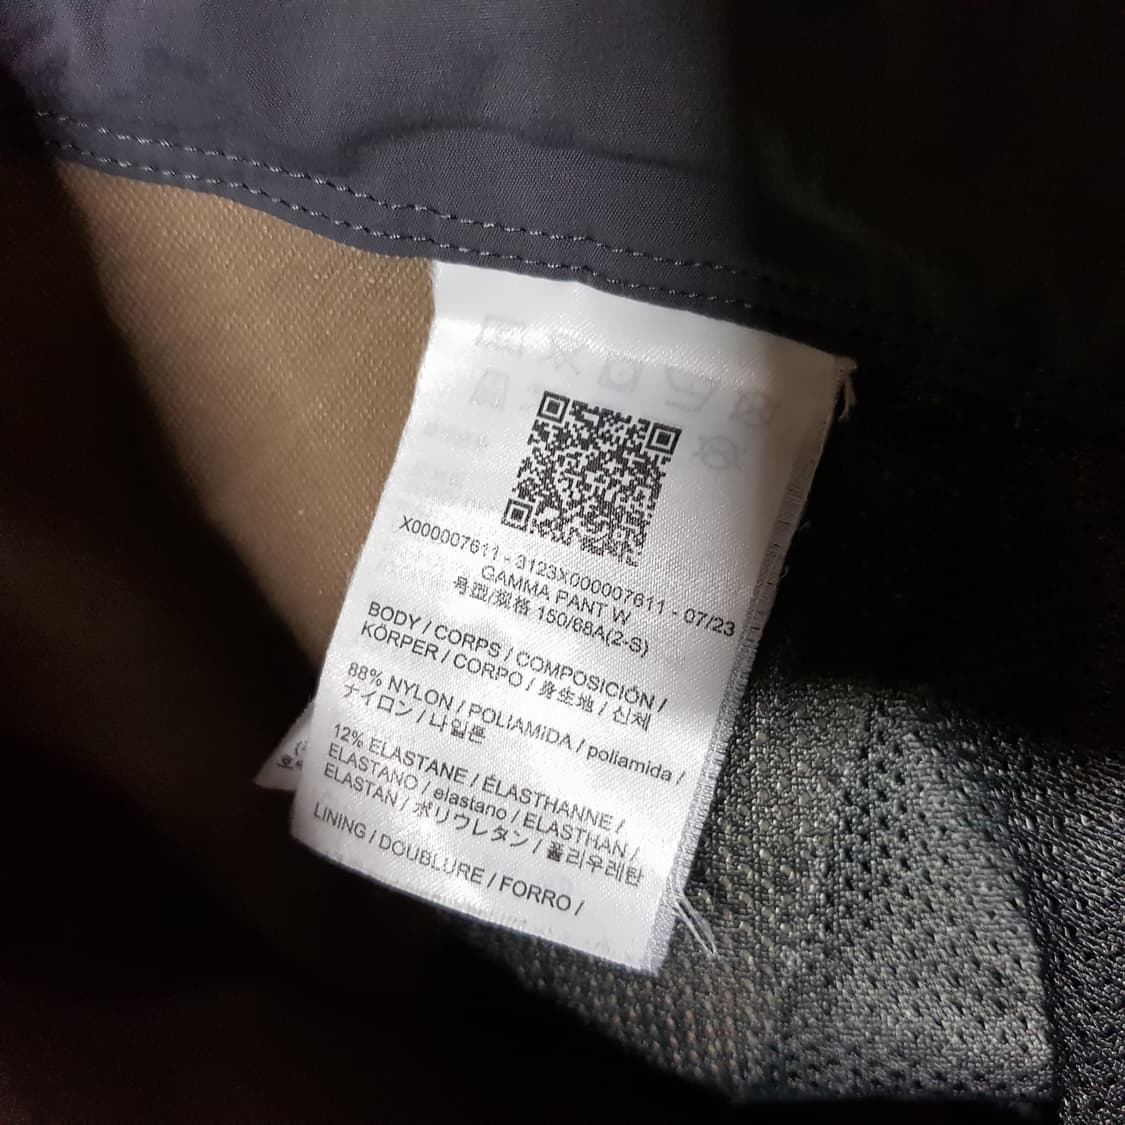 X000007611 - 3123X000007611 - 07/23
GAMMA PANT W
号型/规格 150/68A(2-S)
BODY / CORPS / COMPOSICIÓN /
KÖRPER / CORPO / 身生地 / 신체
88% NYLON / POLIAMIDA / poliamida /
ナイロン / 나일론
12% ELASTANE / ÉLASTHANNE /
ELASTANO / elastano / ELASTHAN /
ELASTAN / ポリウレタン / 폴리우레탄
LINING / DOUBLURE / FORRO /